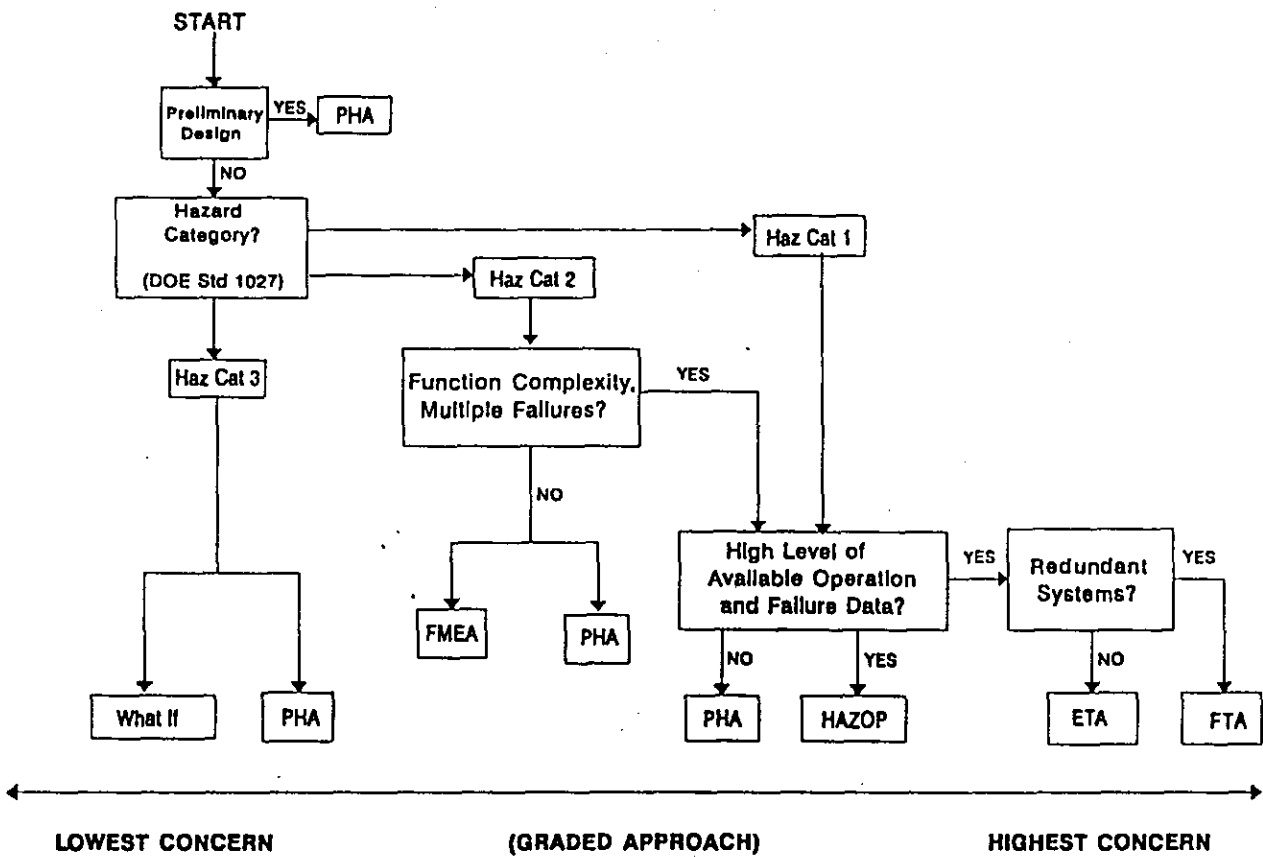 START
Preliminary
Design
YES
PHA
NO
Hazard
Category?
(DOE Std 1027)
Haz Cat 1
Haz Cat 2
Haz Cat 3
Function Complexity.
Multiple Failures?
YES
NO
High Level of
Available Operation
and Failure Data?
YES
Redundant
Systems?
YES
FMEA
PHA
NO
YES
NO
What If
PHA
PHA
HAZOP
ETA
FTA
LOWEST CONCERN
(GRADED APPROACH)
HIGHEST CONCERN